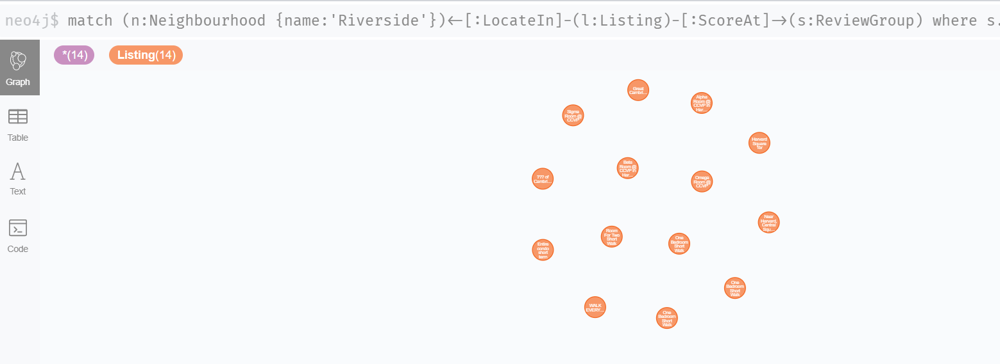 neo4j$ match (n:Neighbourhood {name:'Riverside'})<-[:LocateIn]-(l:Listing)-[:ScoreAt]->(s:ReviewGroup) where s.
*(14) Listing(14)
Graph
Table
Text
Code
Great
Cambri...
Alpha
Room @
CCVP in
Har...
Sigma
Room @
CCVP
Harvard
Square
1br
Beta
Room @
CCVP in
Har...
??? of
Cambri...
Omega
Room @
CCVP
Near
Harvard,
Central
Squ...
Room
For Two
Short
Walk
One
Bedroom
Short
Walk
Entire
condo
short
term
One
Bedroom
Short
Walk
WALK
EVERY...
One
Bedroom
Short
Walk